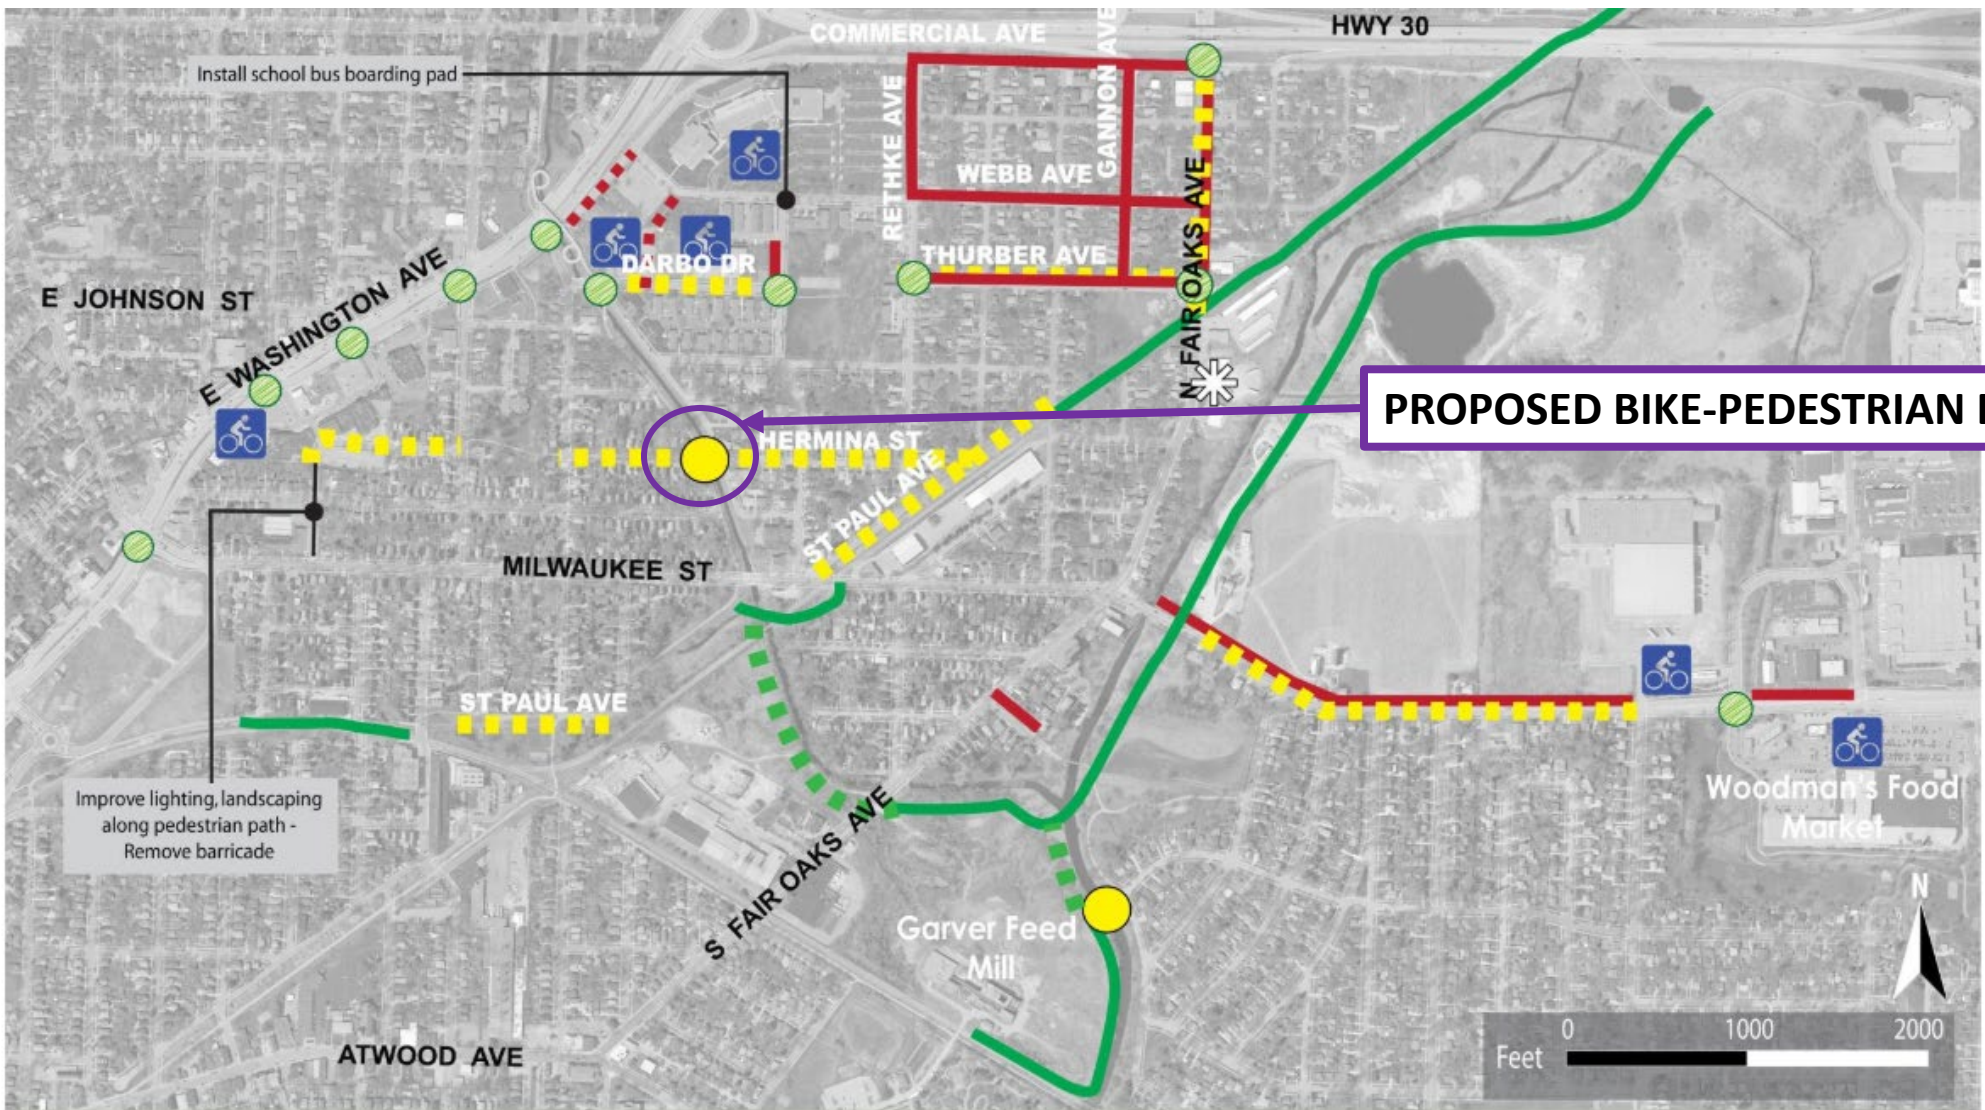 COMMERCIAL AVE
HWY 30
Install school bus boarding pad
RETHKE AVE
GANNON AVE
WEBB AVE
N FAIR OAKS AVE
THURBER AVE
DARBO DR
E JOHNSON ST
E WASHINGTON AVE
PROPOSED BIKE-PEDESTRIAN
HERMINA ST
ST PAUL AVE
MILWAUKEE ST
ST PAUL AVE
Improve lighting, landscaping
along pedestrian path -
Remove barricade
S FAIR OAKS AVE
Woodman's Food
Market
Garver Feed
Mill
N
ATWOOD AVE
0 1000 2000
Feet